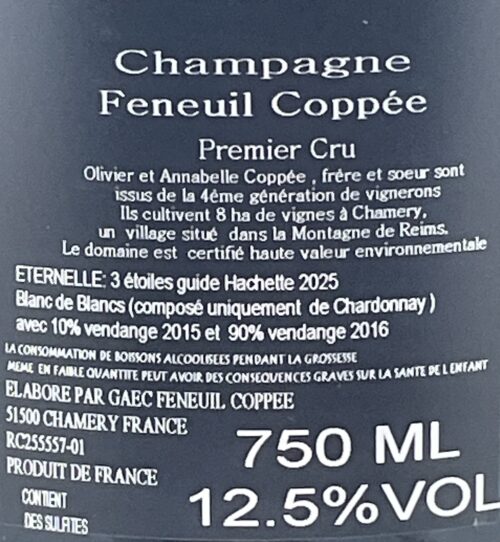 Champagne
Feneuil Coppée
Premier Cru
Olivier et Annabelle Coppée , frére et soeur sont
issus de la 4éme génération de vignerons
Ils cultivent 8 ha de vignes à Chamery,
un village situé dans la Montagne de Reims.
Le domaine est certifié haute valeur environnementale
ETERNELLE: 3 étoiles guide Hachette 2025
Blanc de Blancs (composé uniquement de Chardonnay )
avec 10% vendange 2015 et 90% vendange 2016
LA CONSOMMATION DE BOISSONS ALCOOLISEES PENDANT LA GROSSESSE
MEME EN FAIBLE QUANTITE PEUT AVOIR DES CONSEQUENCES GRAVES SUR LA SANTE DE L ENFANT
ELABORE PAR GAEC FENEUIL COPPEE
51500 CHAMERY FRANCE
RC255557-01
PRODUIT DE FRANCE
CONTIENT
DES SULFITES
750 ML
12.5%VOL